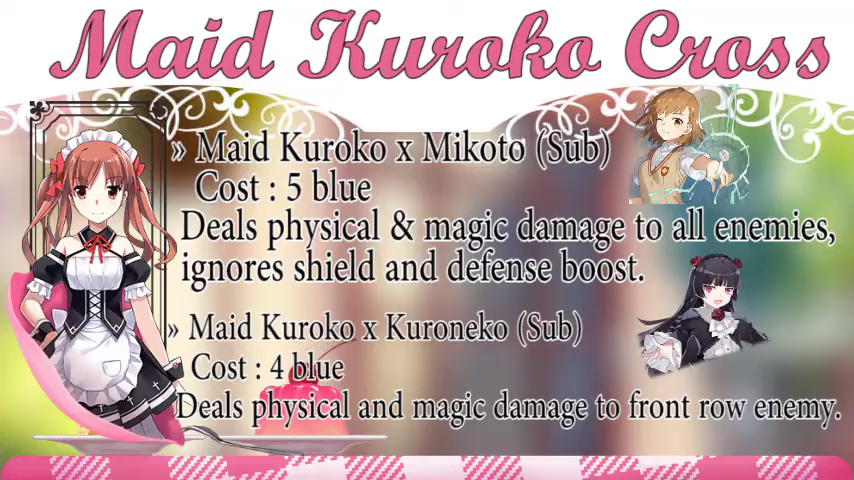 Maid Kuroko Cross
» Maid Kuroko x Mikoto (Sub)
Cost : 5 blue
Deals physical & magic damage to all enemies,
ignores shield and defense boost.
» Maid Kuroko x Kuroneko (Sub)
Cost : 4 blue
Deals physical and magic damage to front row enemy.